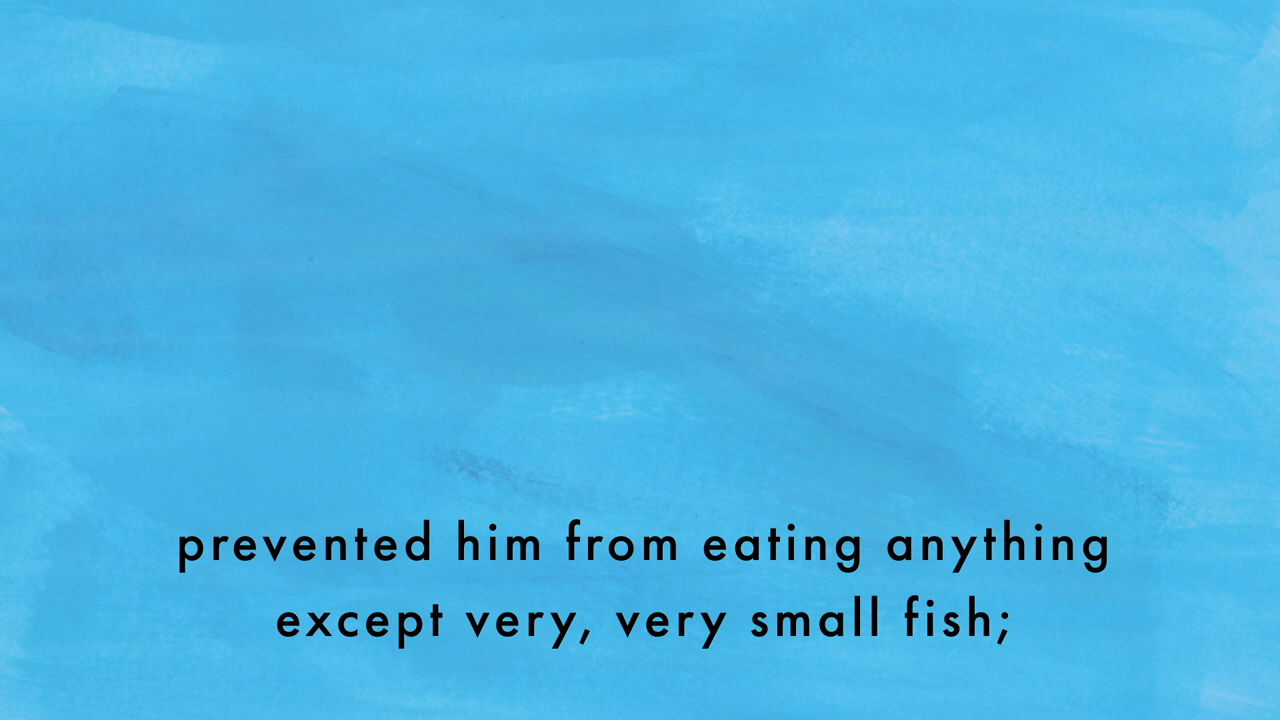 prevented him from eating anything
except very, very small fish;